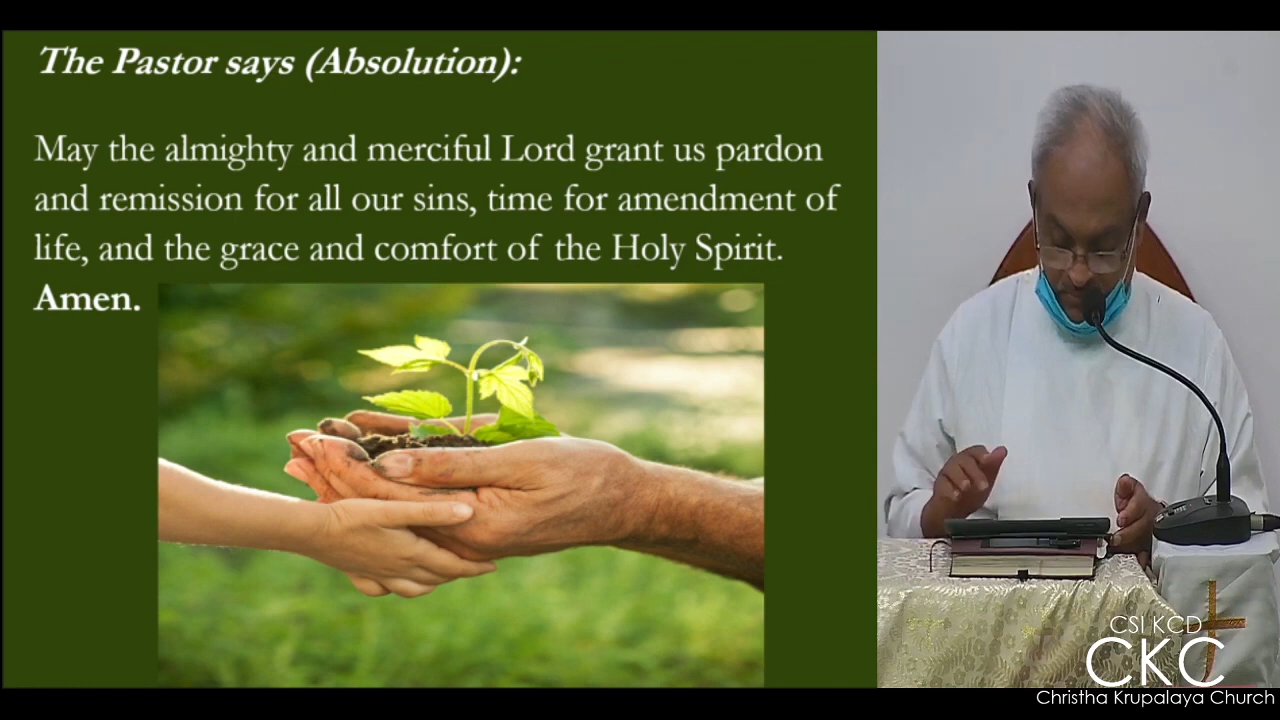 The Pastor says (Absolution):
May the almighty and merciful Lord grant us pardon
and remission for all our sins, time for amendment of
life, and the grace and comfort of the Holy Spirit.
Amen.
CSI KCD
CKC
Christha Krupalaya Church